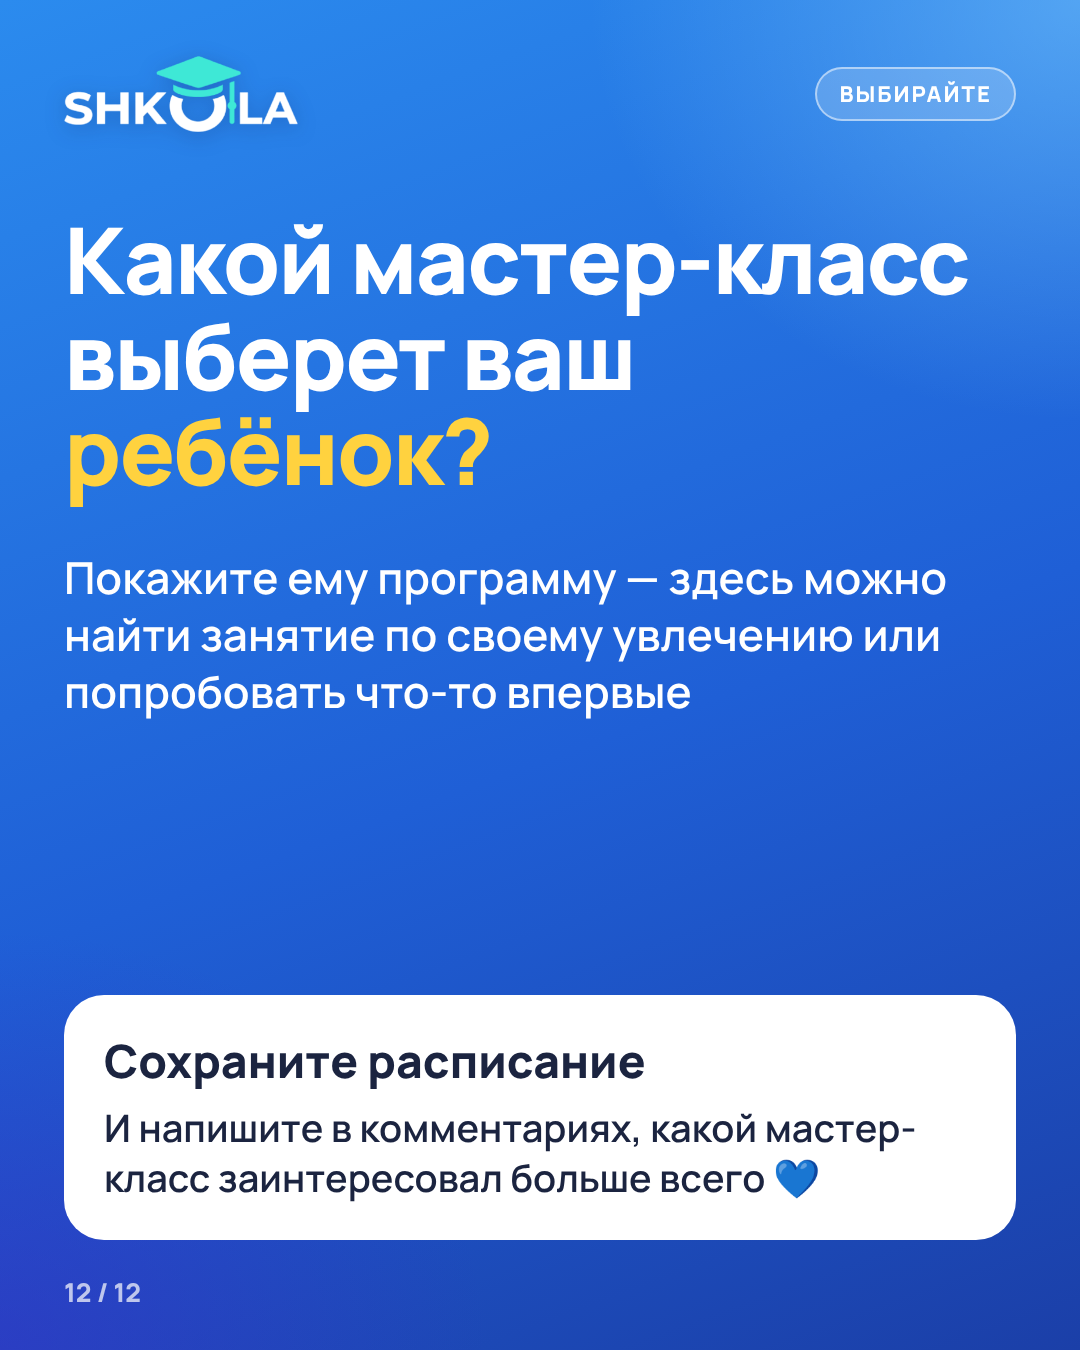 SHKOLA
ВЫБИРАЙТЕ
Какой мастер-класс
выберет ваш
ребёнок?
Покажите ему программу — здесь можно
найти занятие по своему увлечению или
попробовать что-то впервые
Сохраните расписание
И напишите в комментариях, какой мастер-
класс заинтересовал больше всего 💙
12 / 12